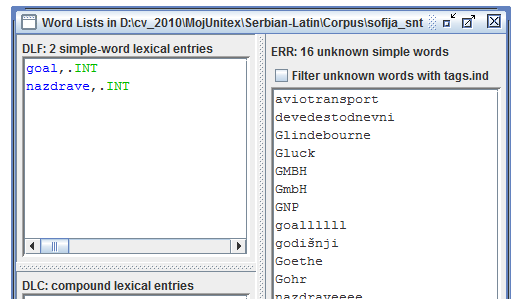 Word Lists in D:\cv_2010\MojUnitex\Serbian-Latin\Corpus\sofija_snt
DLF: 2 simple-word lexical entries
goal,.INT
nazdrave,.INT
DLC: compound lexical entries
ERR: 16 unknown simple words
Filter unknown words with tags.ind
aviotransport
devedestodnevni
Glindebourne
Gluck
GMBH
GmbH
GNP
goallllll
godišnji
Goethe
Gohr
nazdraveeee